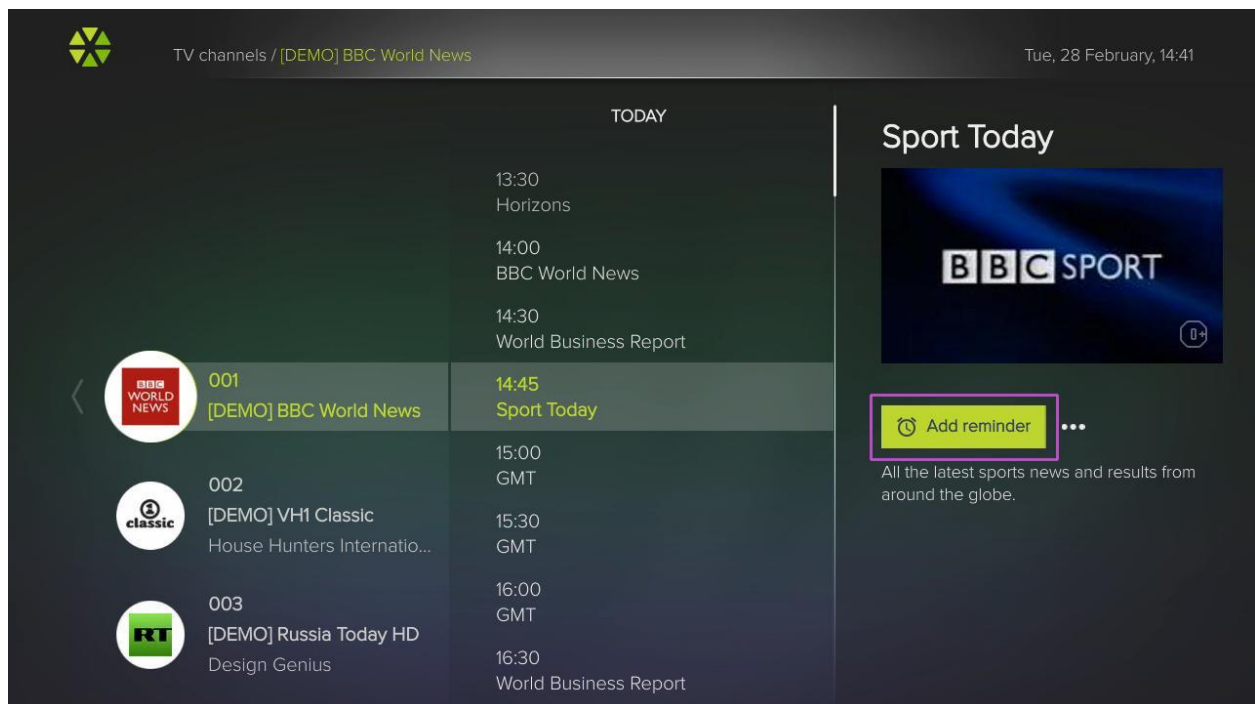 TV channels / [DEMO] BBC World News
Tue, 28 February, 14:41
BBC
WORLD
NEWS
001
[DEMO] BBC World News
1
classic
002
[DEMO] VH1 Classic
House Hunters Internatio...
RT
003
[DEMO] Russia Today HD
Design Genius
TODAY
13:30
Horizons
14:00
BBC World News
14:30
World Business Report
14:45
Sport Today
15:00
GMT
15:30
GMT
16:00
GMT
16:30
World Business Report
Sport Today
BBC SPORT
0+
Add reminder •••
All the latest sports news and results from
around the globe.